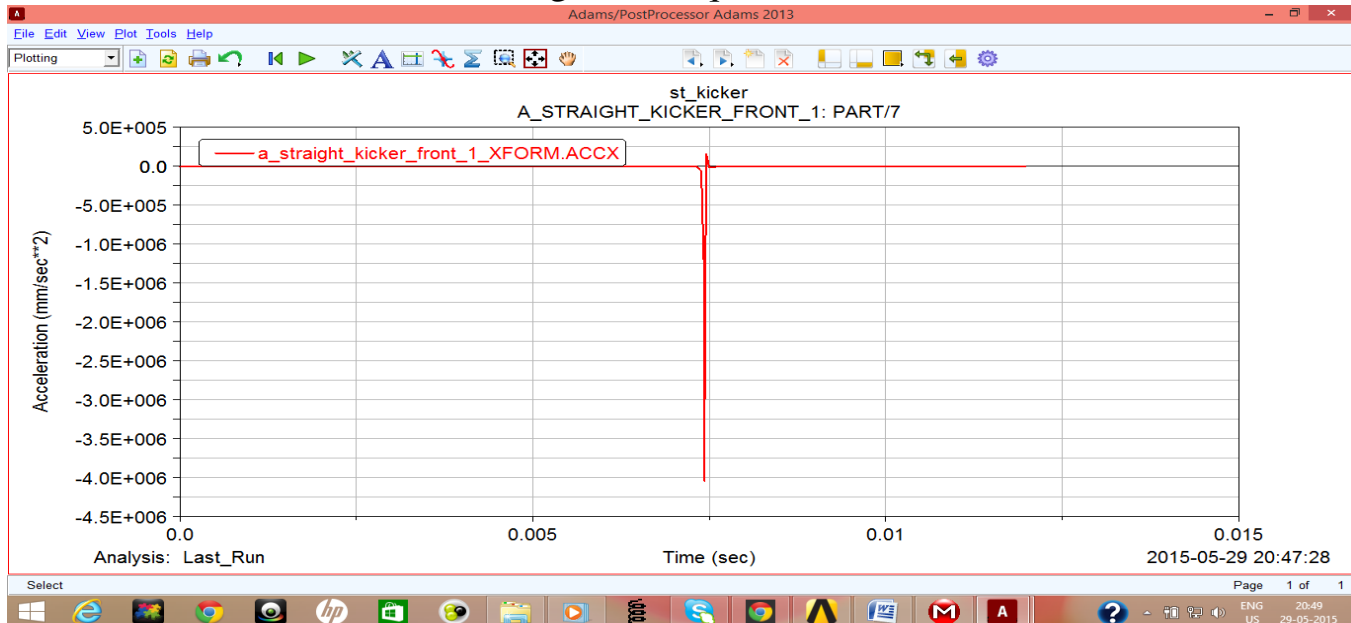 Adams/PostProcessor Adams 2013
File Edit View Plot Tools Help
Plotting
st_kicker
A_STRAIGHT_KICKER_FRONT_1: PART/7
a_straight_kicker_front_1_XFORM.ACCX
5.0E+005
0.0
-5.0E+005
-1.0E+006
-1.5E+006
-2.0E+006
-2.5E+006
-3.0E+006
-3.5E+006
-4.0E+006
-4.5E+006
Acceleration (mm/sec**2)
0.0 0.005 0.01 0.015
Analysis: Last_Run Time (sec) 2015-05-29 20:47:28
Select Page 1 of 1
ENG 20:49
US 29-05-2015